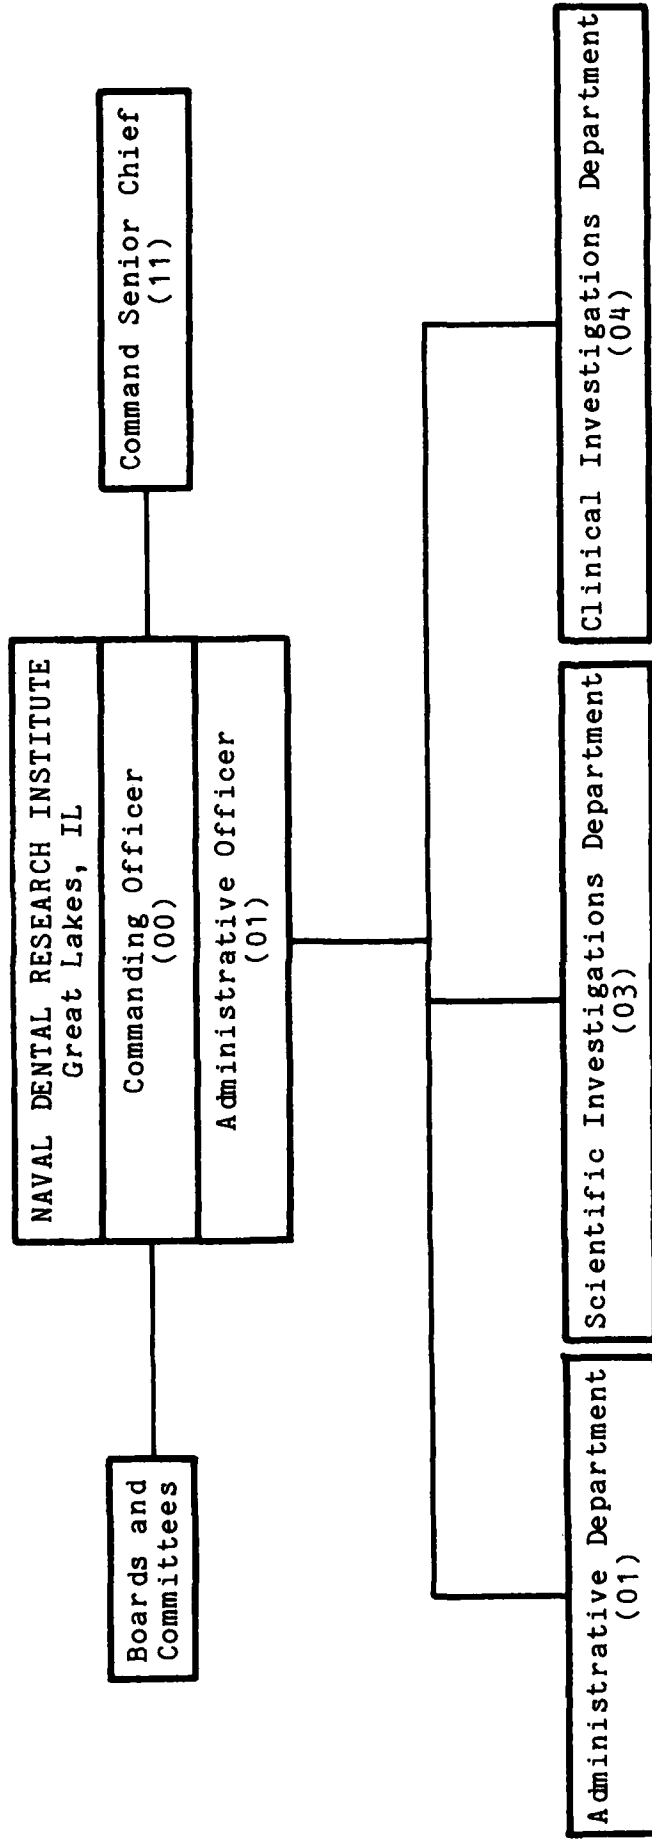 NAVAL DENTAL RESEARCH INSTITUTE
Great Lakes, IL
Commanding Officer
(00)
Administrative Officer
(01)
Boards and
Committees
Command Senior Chief
(11)
Administrative Department
(01)
Scientific Investigations Department
(03)
Clinical Investigations Department
(04)